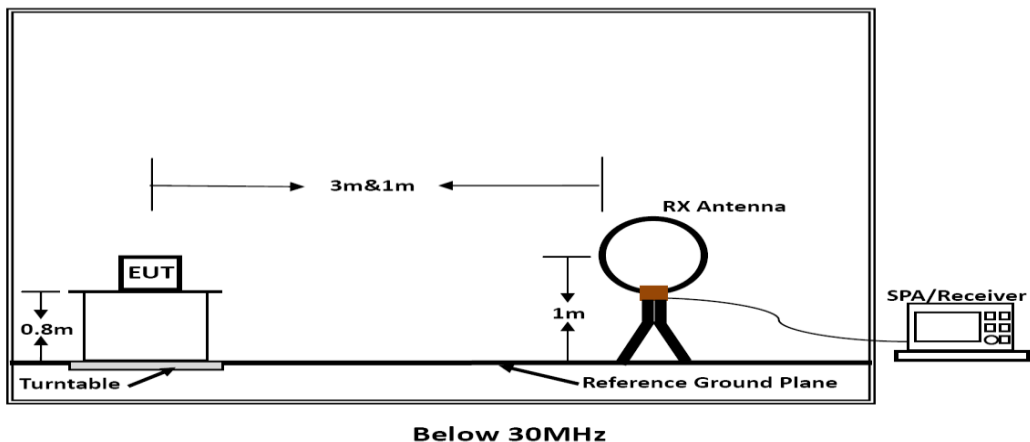 3m&1m
RX Antenna
EUT
SPA/Receiver
0.8m
1m
Turntable
Reference Ground Plane
Below 30MHz